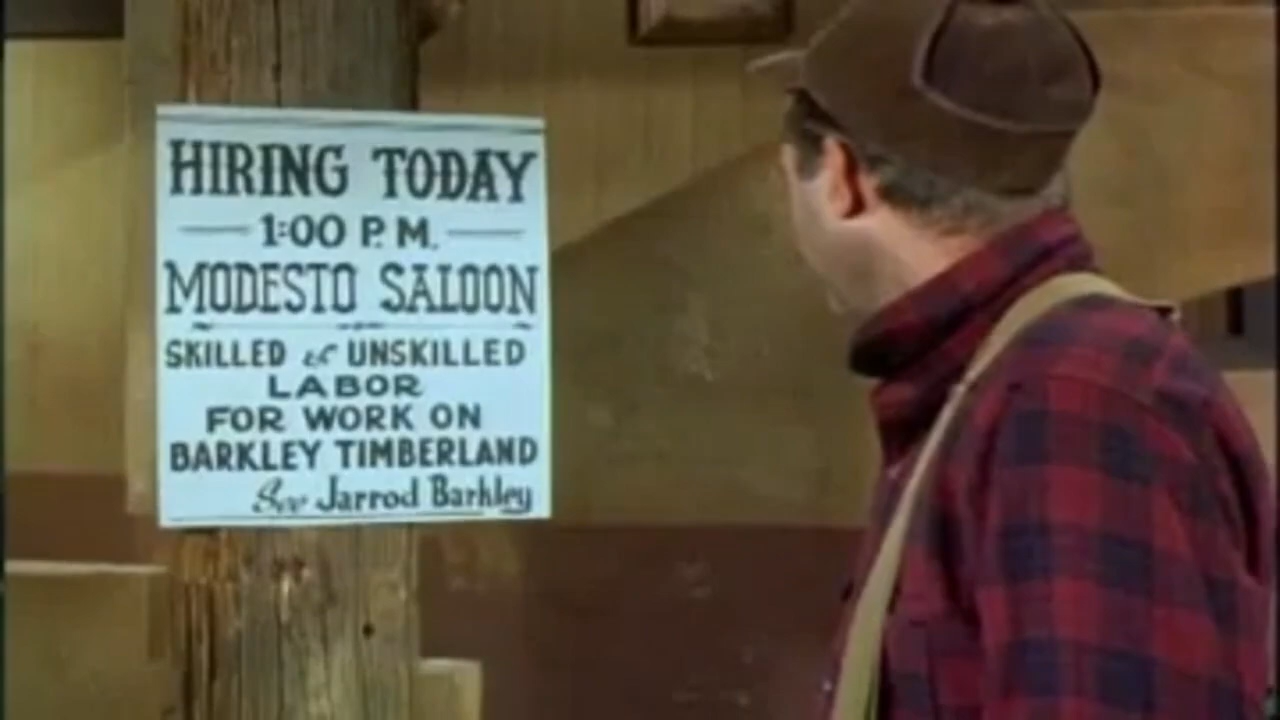 HIRING TODAY
1:00 P.M.
MODESTO SALOON
SKILLED & UNSKILLED
LABOR
FOR WORK ON
BARKLEY TIMBERLAND
See Jarrod Barkley